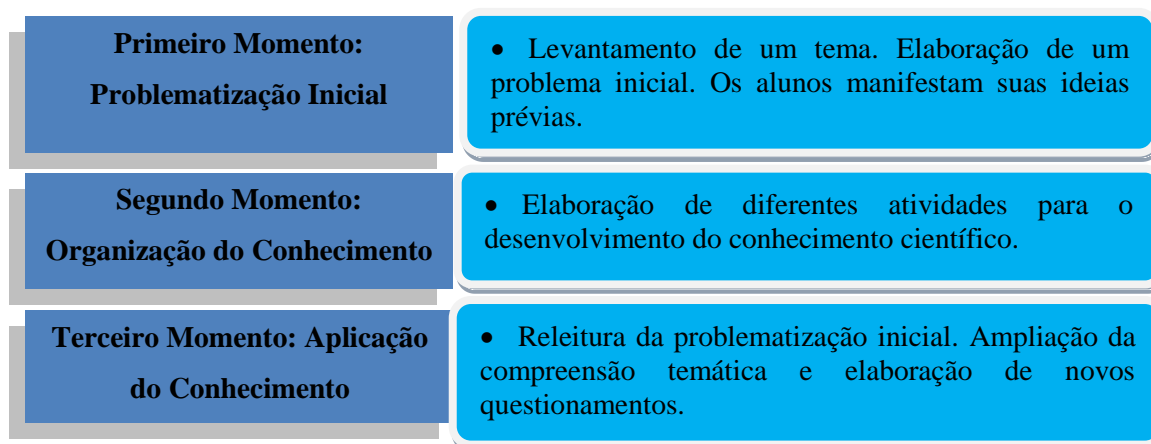 Primeiro Momento:
Problematização Inicial
• Levantamento de um tema. Elaboração de um
problema inicial. Os alunos manifestam suas ideias
prévias.
Segundo Momento:
Organização do Conhecimento
• Elaboração de diferentes atividades para o
desenvolvimento do conhecimento científico.
Terceiro Momento: Aplicação
do Conhecimento
• Releitura da problematização inicial. Ampliação da
compreensão temática e elaboração de novos
questionamentos.